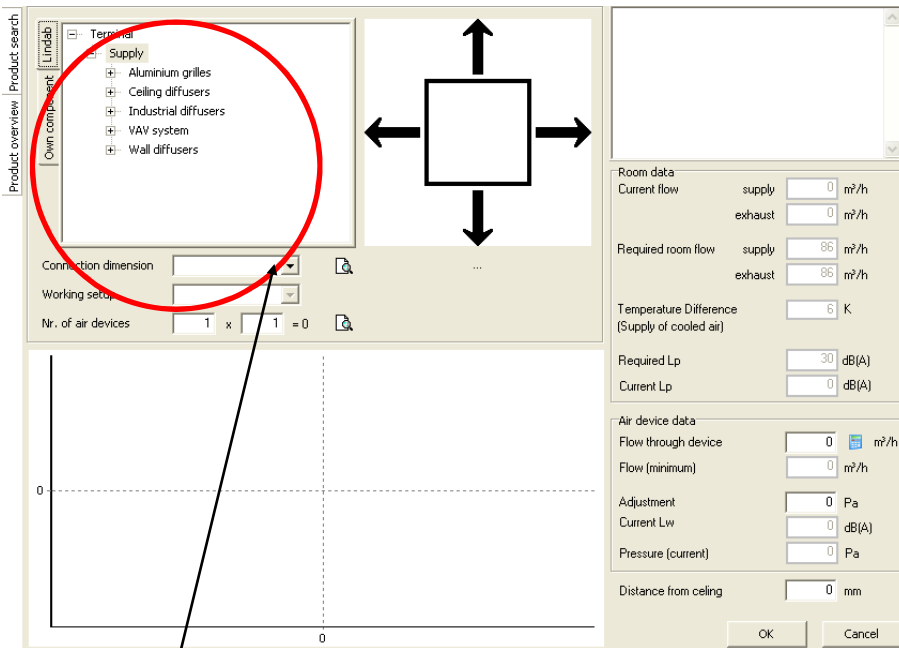 Product search
Product overview
Lindab
Own component
Terminal
Supply
Aluminium grilles
Ceiling diffusers
Industrial diffusers
VAV system
Wall diffusers
Connection dimension
...
Working setup
Nr. of air devices 1 x 1 = 0
0
0
Room data
Current flow supply 0 m³/h
exhaust 0 m³/h
Required room flow supply 86 m³/h
exhaust 86 m³/h
Temperature Difference 6 K
(Supply of cooled air)
Required Lp 30 dB(A)
Current Lp 0 dB(A)
Air device data
Flow through device 0 m³/h
Flow (minimum) 0 m³/h
Adjustment 0 Pa
Current Lw 0 dB(A)
Pressure (current) 0 Pa
Distance from celing 0 mm
OK Cancel